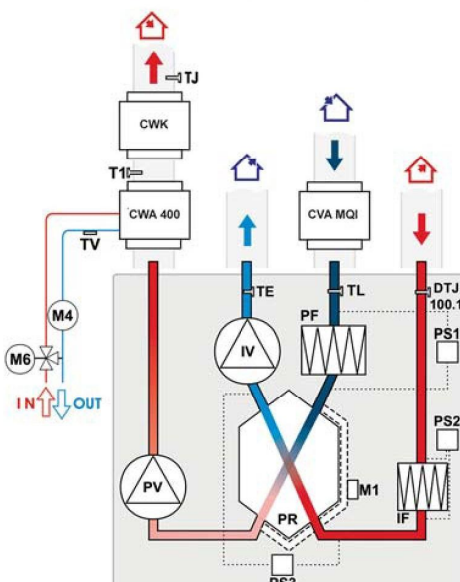 TJ
CWK
T1
CWA 400
CVA MQI
TV
TE
TL
DTJ
100.1
M4
PF
PS1
IV
M6
IN
OUT
PS2
PV
M1
IF
PR
PS3